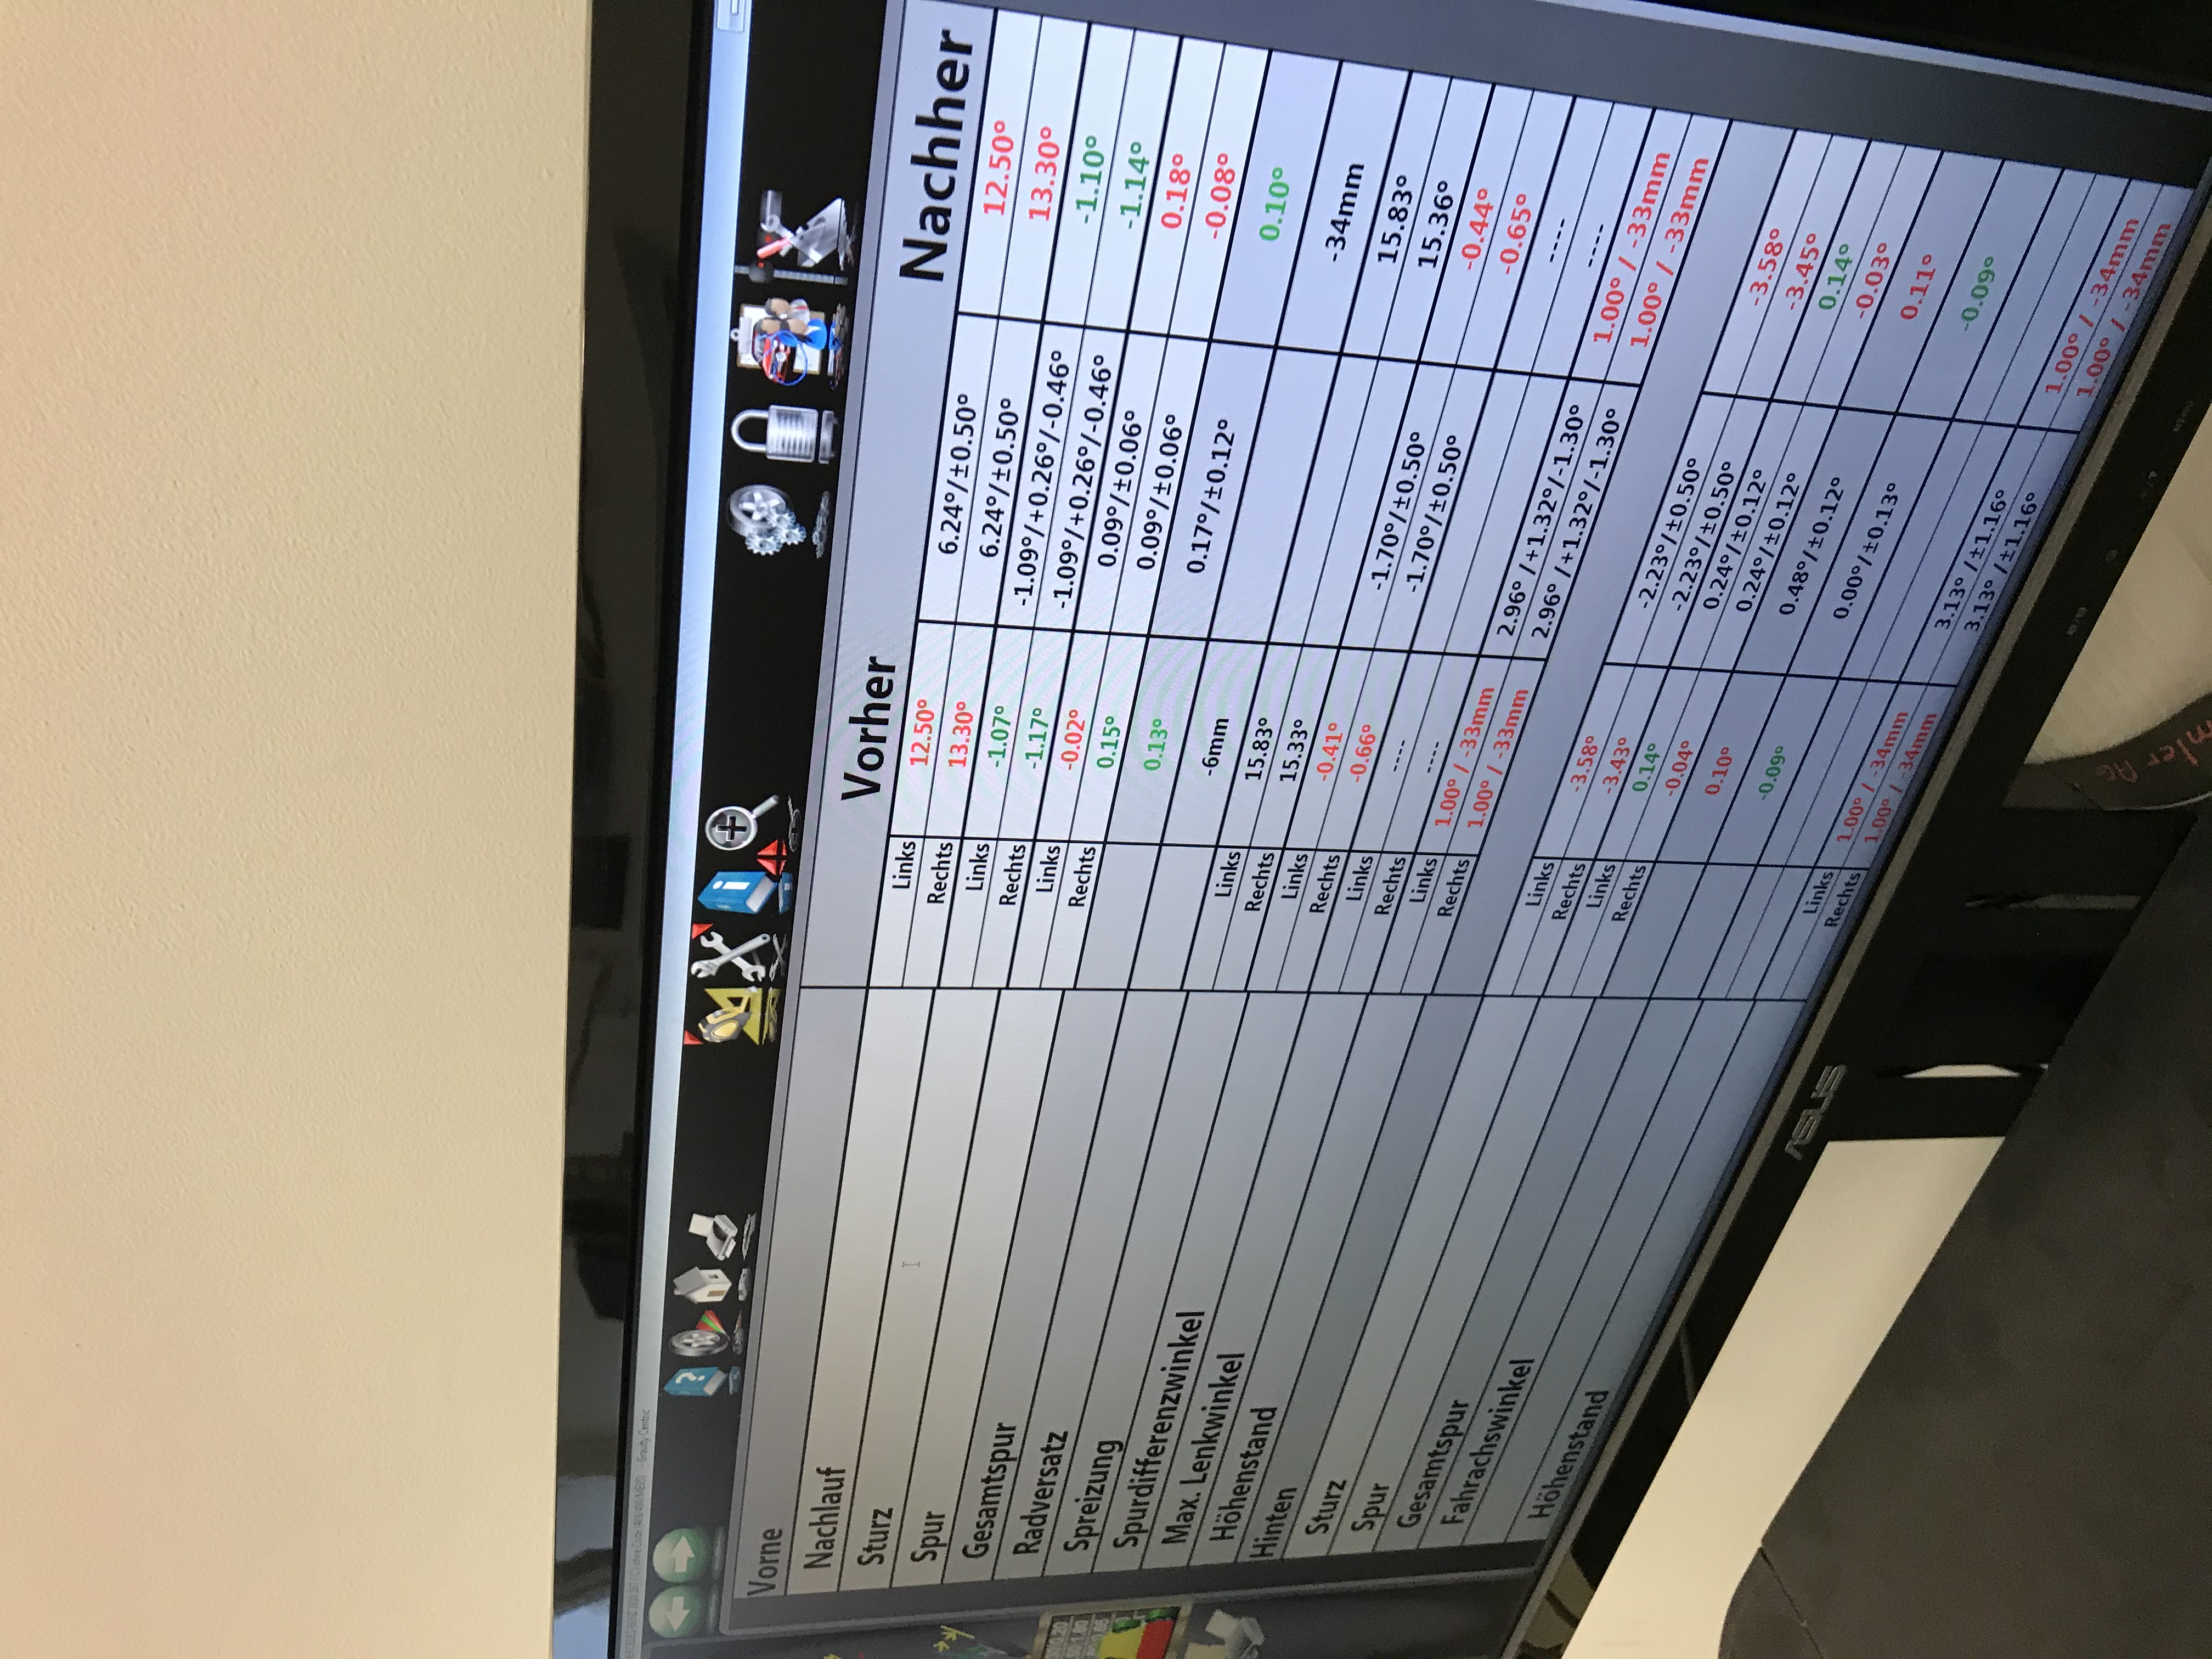 Gravity Centric
Vorne
Vorher
Nachher
Nachlauf
Links 12.50° 6.24°/±0.50° 12.50°
Rechts 13.30° 6.24°/±0.50° 13.30°
Sturz
Links -1.07° -1.09°/+0.26°/-0.46° -1.10°
Rechts -1.17° -1.09°/+0.26°/-0.46° -1.14°
Spur
Links -0.02° 0.09°/±0.06° 0.18°
Rechts 0.15° 0.09°/±0.06° -0.08°
Gesamtspur
0.13° 0.17°/±0.12° 0.10°
Radversatz
-6mm -34mm
Spreizung
Links 15.83° 15.83°
Rechts 15.33° 15.36°
Spurdifferenzwinkel
Links -0.41° -1.70°/±0.50° -0.44°
Rechts -0.66° -1.70°/±0.50° -0.65°
Max. Lenkwinkel
Links ---- ----
Rechts ---- ----
Höhenstand
Links 1.00° / -33mm 2.96° /+1.32°/-1.30° 1.00° / -33mm
Rechts 1.00° / -33mm 2.96° /+1.32°/-1.30° 1.00° / -33mm
Hinten
Sturz
Links -3.58° -2.23°/±0.50° -3.58°
Rechts -3.43° -2.23°/±0.50° -3.45°
Spur
Links 0.14° 0.24°/±0.12° 0.14°
Rechts -0.04° 0.24°/±0.12° -0.03°
Gesamtspur
0.10° 0.48°/±0.12° 0.11°
Fahrachswinkel
-0.09° 0.00°/±0.13° -0.09°
Höhenstand
Links 1.00° / -34mm 3.13° /±1.16° 1.00° / -34mm
Rechts 1.00° / -34mm 3.13° /±1.16° 1.00° / -34mm
ASUS